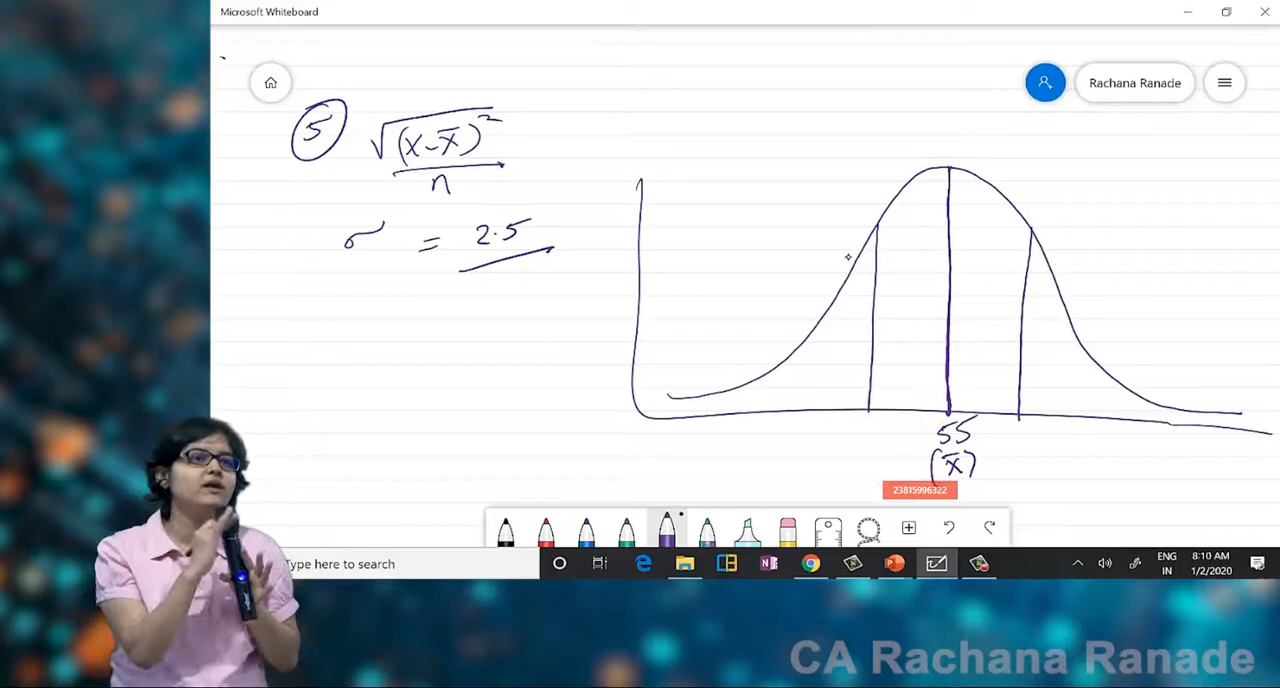 Microsoft Whiteboard
Rachana Ranade
5
√(x-x̄)²
n
σ = 2.5
55
(x̄)
23815996322
Type here to search
ENG
IN
8:10 AM
1/2/2020
CA Rachana Ranade